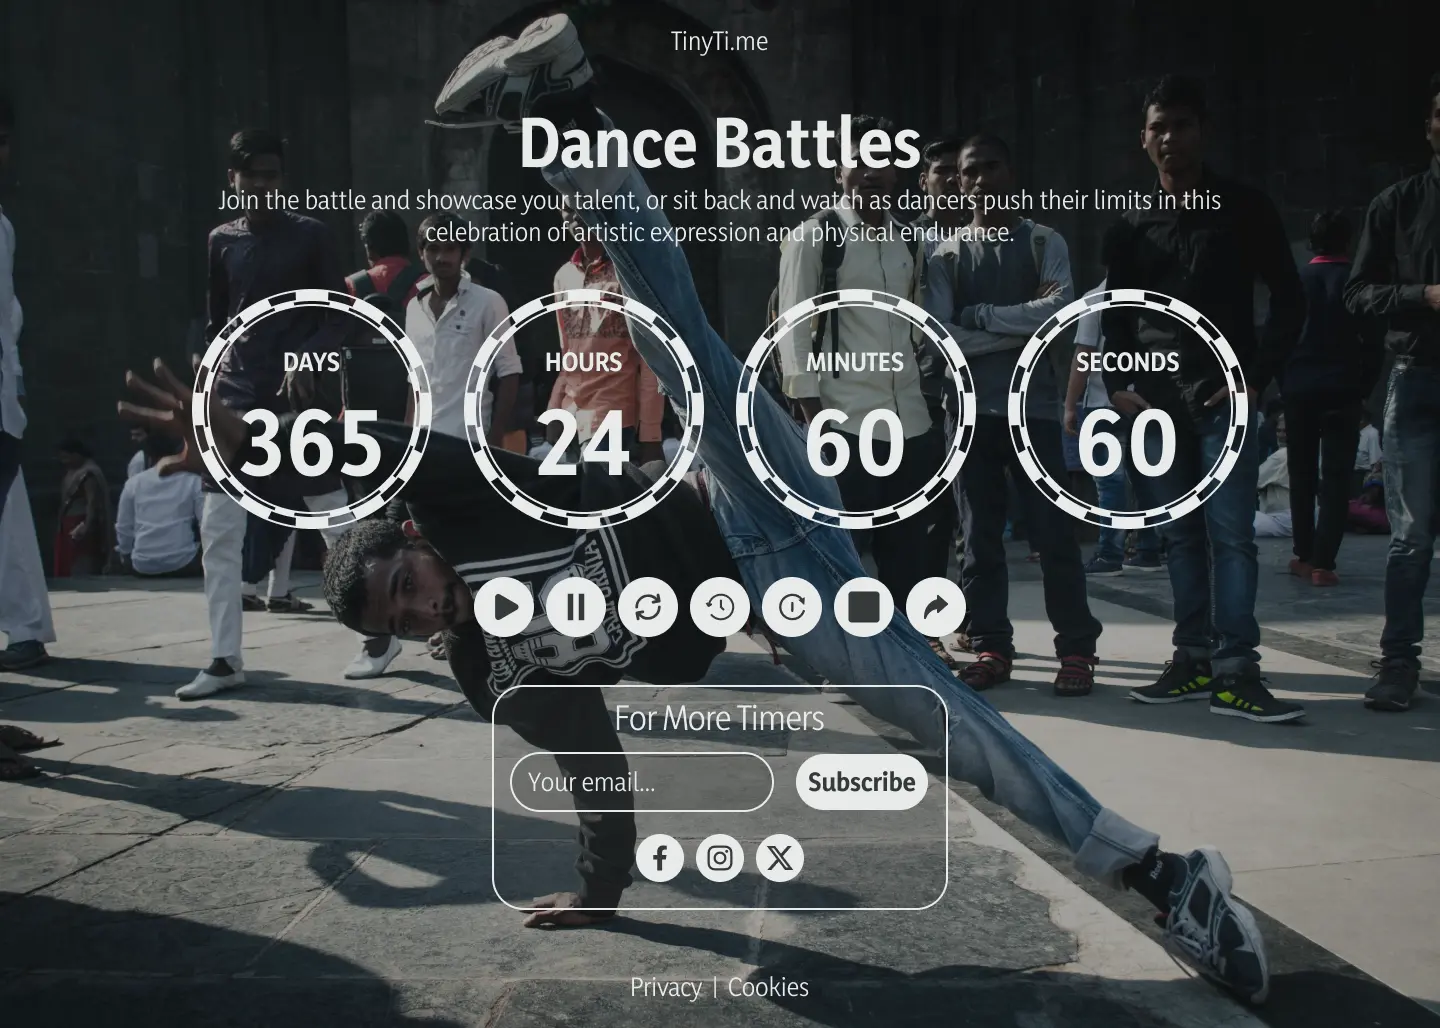 TinyTi.me
Dance Battles
Join the battle and showcase your talent, or sit back and watch as dancers push their limits in this
celebration of artistic expression and physical endurance.
DAYS
HOURS
MINUTES
SECONDS
365
24
60
60
For More Timers
Your email...
Subscribe
Privacy | Cookies